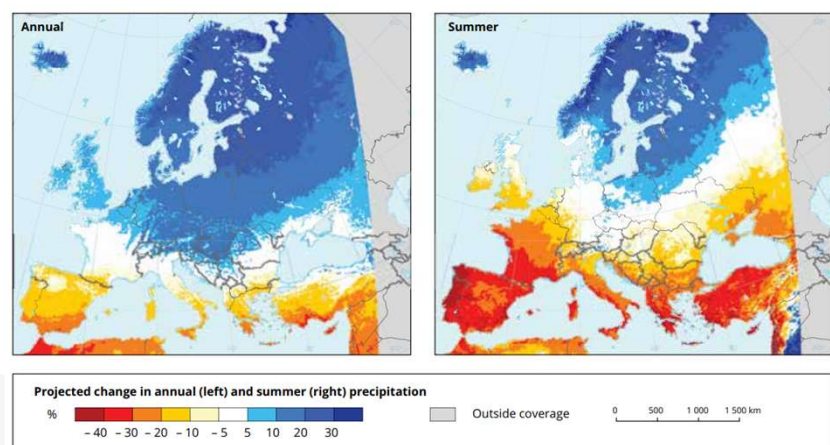 Annual
Summer
Projected change in annual (left) and summer (right) precipitation
%
– 40 – 30 – 20 – 10 – 5 5 10 20 30
Outside coverage
0 500 1 000 1 500 km